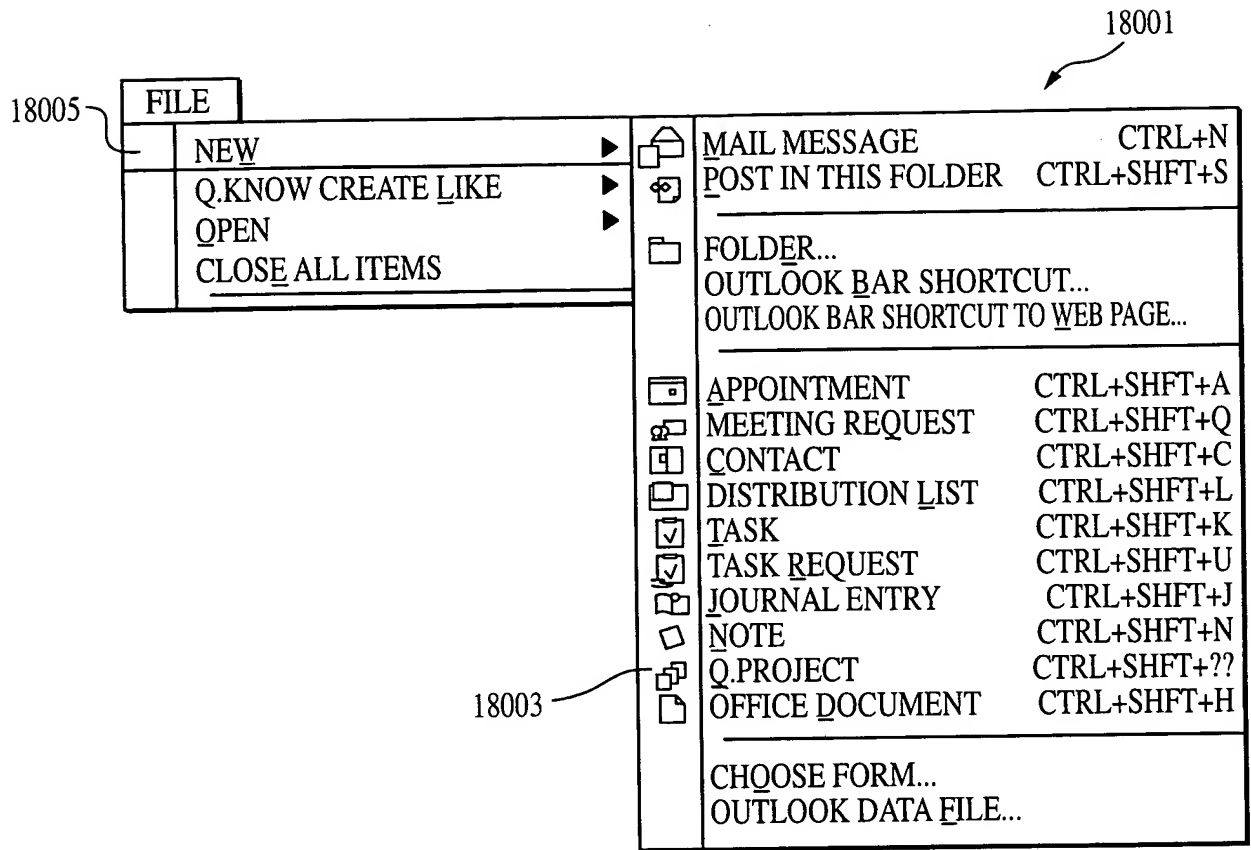 18001
FILE
18005
NEW
Q.KNOW CREATE LIKE
OPEN
CLOSE ALL ITEMS
MAIL MESSAGE CTRL+N
POST IN THIS FOLDER CTRL+SHFT+S
FOLDER...
OUTLOOK BAR SHORTCUT...
OUTLOOK BAR SHORTCUT TO WEB PAGE...
APPOINTMENT CTRL+SHFT+A
MEETING REQUEST CTRL+SHFT+Q
CONTACT CTRL+SHFT+C
DISTRIBUTION LIST CTRL+SHFT+L
TASK CTRL+SHFT+K
TASK REQUEST CTRL+SHFT+U
JOURNAL ENTRY CTRL+SHFT+J
NOTE CTRL+SHFT+N
Q.PROJECT CTRL+SHFT+??
18003
OFFICE DOCUMENT CTRL+SHFT+H
CHOOSE FORM...
OUTLOOK DATA FILE...